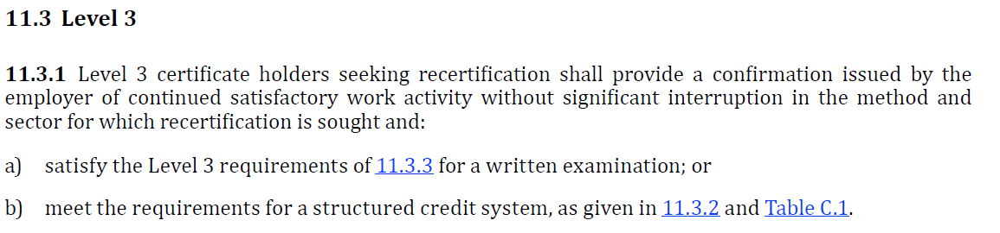 11.3 Level 3
11.3.1 Level 3 certificate holders seeking recertification shall provide a confirmation issued by the
employer of continued satisfactory work activity without significant interruption in the method and
sector for which recertification is sought and:
a) satisfy the Level 3 requirements of 11.3.3 for a written examination; or
b) meet the requirements for a structured credit system, as given in 11.3.2 and Table C.1.